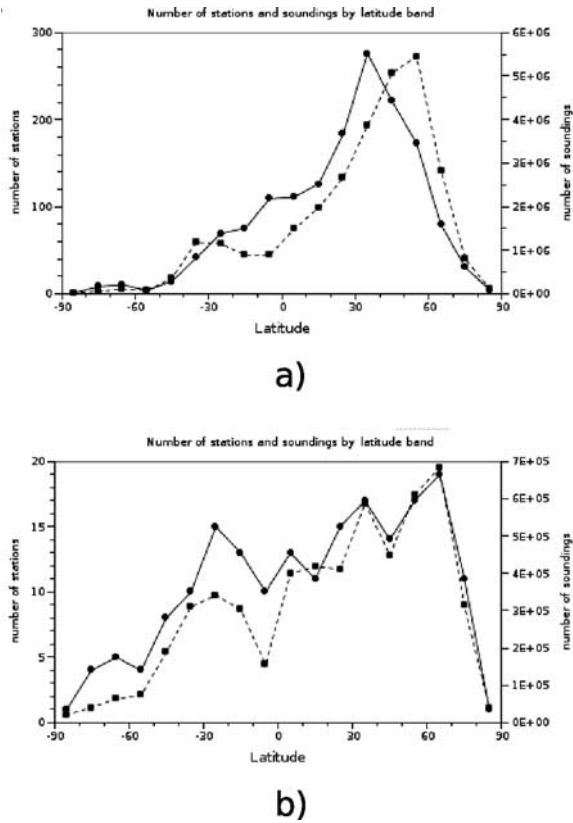 Number of stations and soundings by latitude band
300
200
100
0
number of stations
6E+06
5E+06
4E+06
3E+06
2E+06
1E+06
0E+00
number of soundings
-90 -60 -30 0 30 60 90
Latitude
a)
Number of stations and soundings by latitude band
20
15
10
5
0
number of stations
7E+05
6E+05
5E+05
4E+05
3E+05
2E+05
1E+05
0E+00
number of soundings
-90 -60 -30 0 30 60 90
Latitude
b)